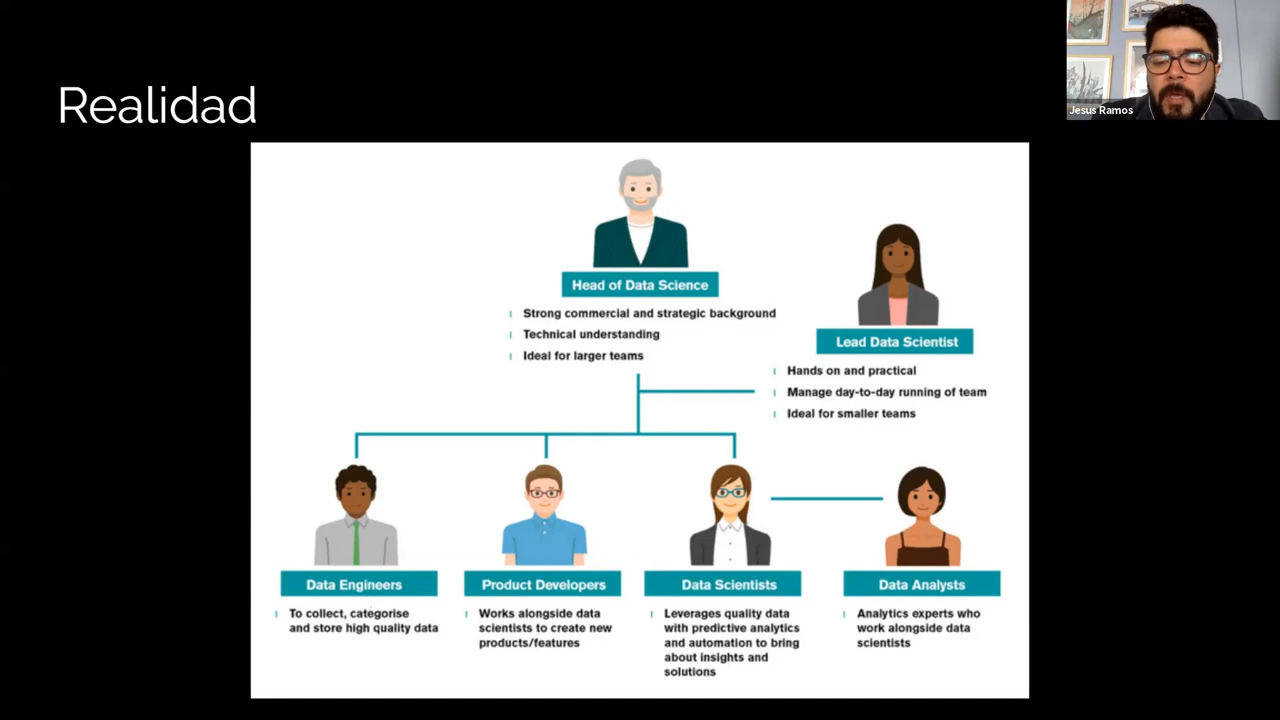 Realidad
Jesus Ramos
Head of Data Science
Strong commercial and strategic background
Technical understanding
Ideal for larger teams
Lead Data Scientist
Hands on and practical
Manage day-to-day running of team
Ideal for smaller teams
Data Engineers
To collect, categorise
and store high quality data
Product Developers
Works alongside data
scientists to create new
products/features
Data Scientists
Leverages quality data
with predictive analytics
and automation to bring
about insights and
solutions
Data Analysts
Analytics experts who
work alongside data
scientists